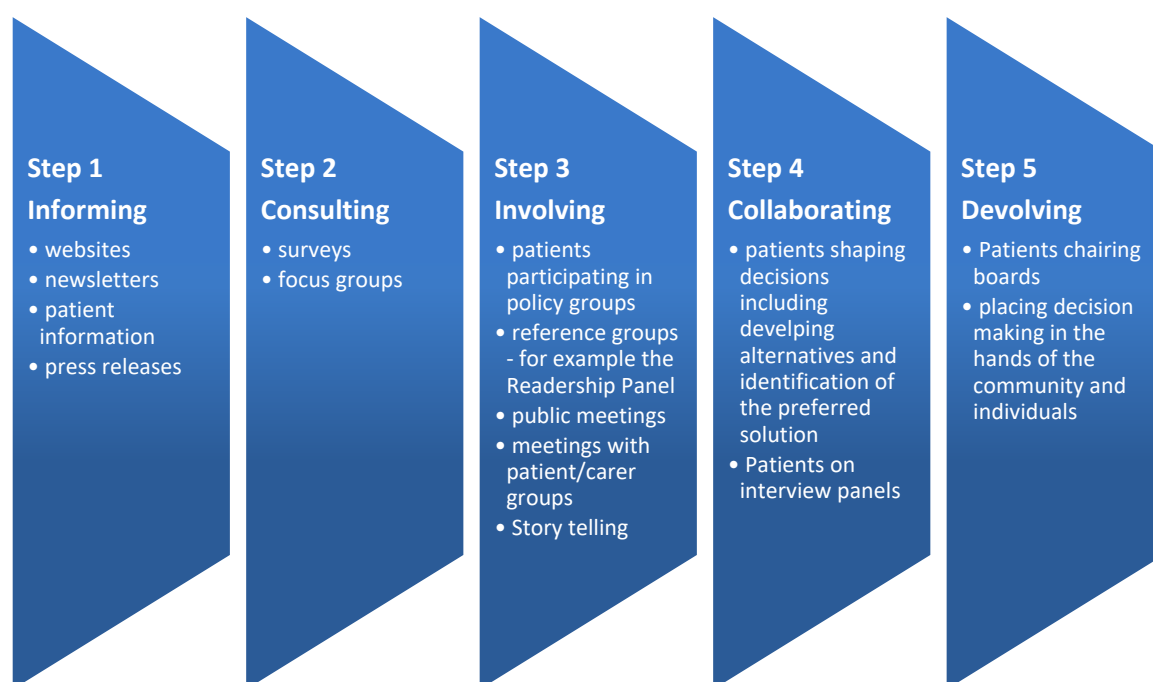 Step 1
Informing
• websites
• newsletters
• patient
information
• press releases
Step 2
Consulting
• surveys
• focus groups
Step 3
Involving
• patients
participating in
policy groups
• reference groups
- for example the
Readership Panel
• public meetings
• meetings with
patient/carer
groups
• Story telling
Step 4
Collaborating
• patients shaping
decisions
including
develping
alternatives and
identification of
the preferred
solution
• Patients on
interview panels
Step 5
Devolving
• Patients chairing
boards
• placing decision
making in the
hands of the
community and
individuals